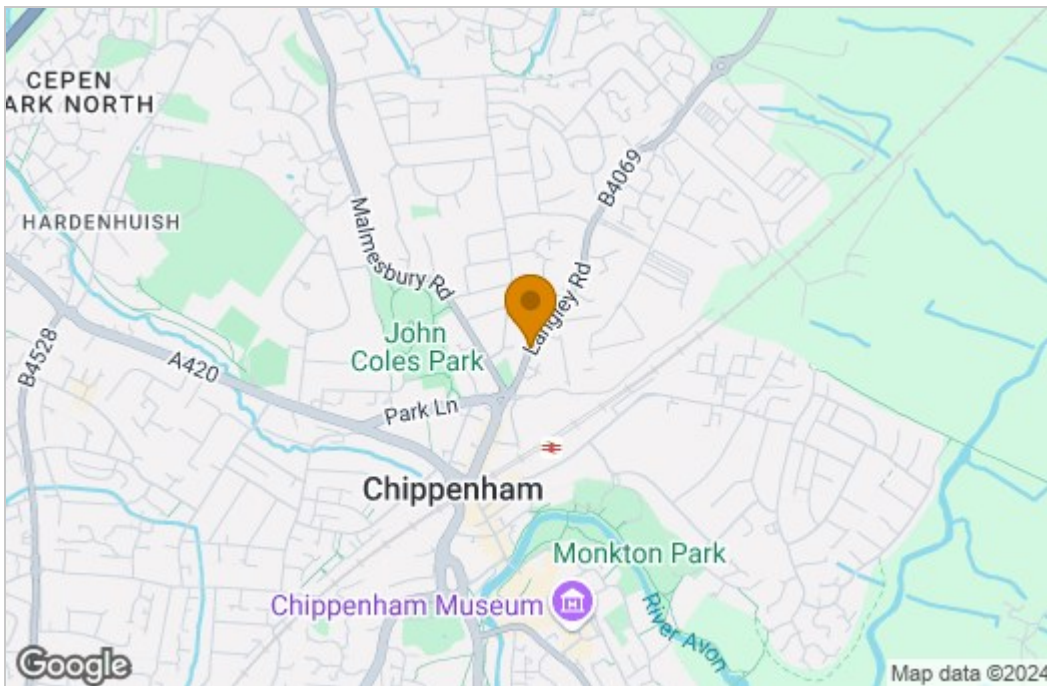 CEPEN
ARK NORTH
B4069
HARDENHUISH
Malmesbury Rd
Langley Rd
John
Coles Park
B4528
A420
Park Ln
Chippenham
Monkton Park
Chippenham Museum
River Avon
Google
Map data ©2024